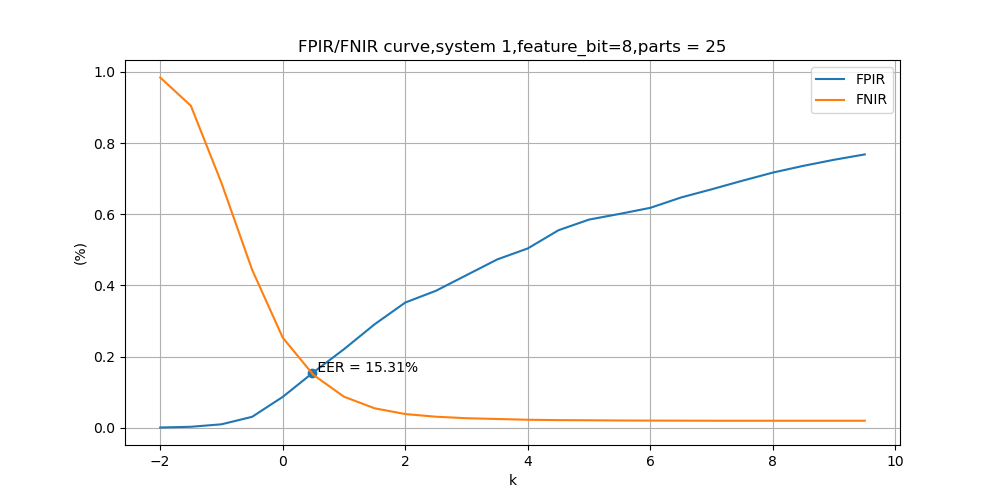 FPIR/FNIR curve,system 1,feature_bit=8,parts = 25
1.0
0.8
0.6
0.4
0.2
0.0
(%)
FPIR
FNIR
EER = 15.31%
−2
0
2
4
6
8
10
k